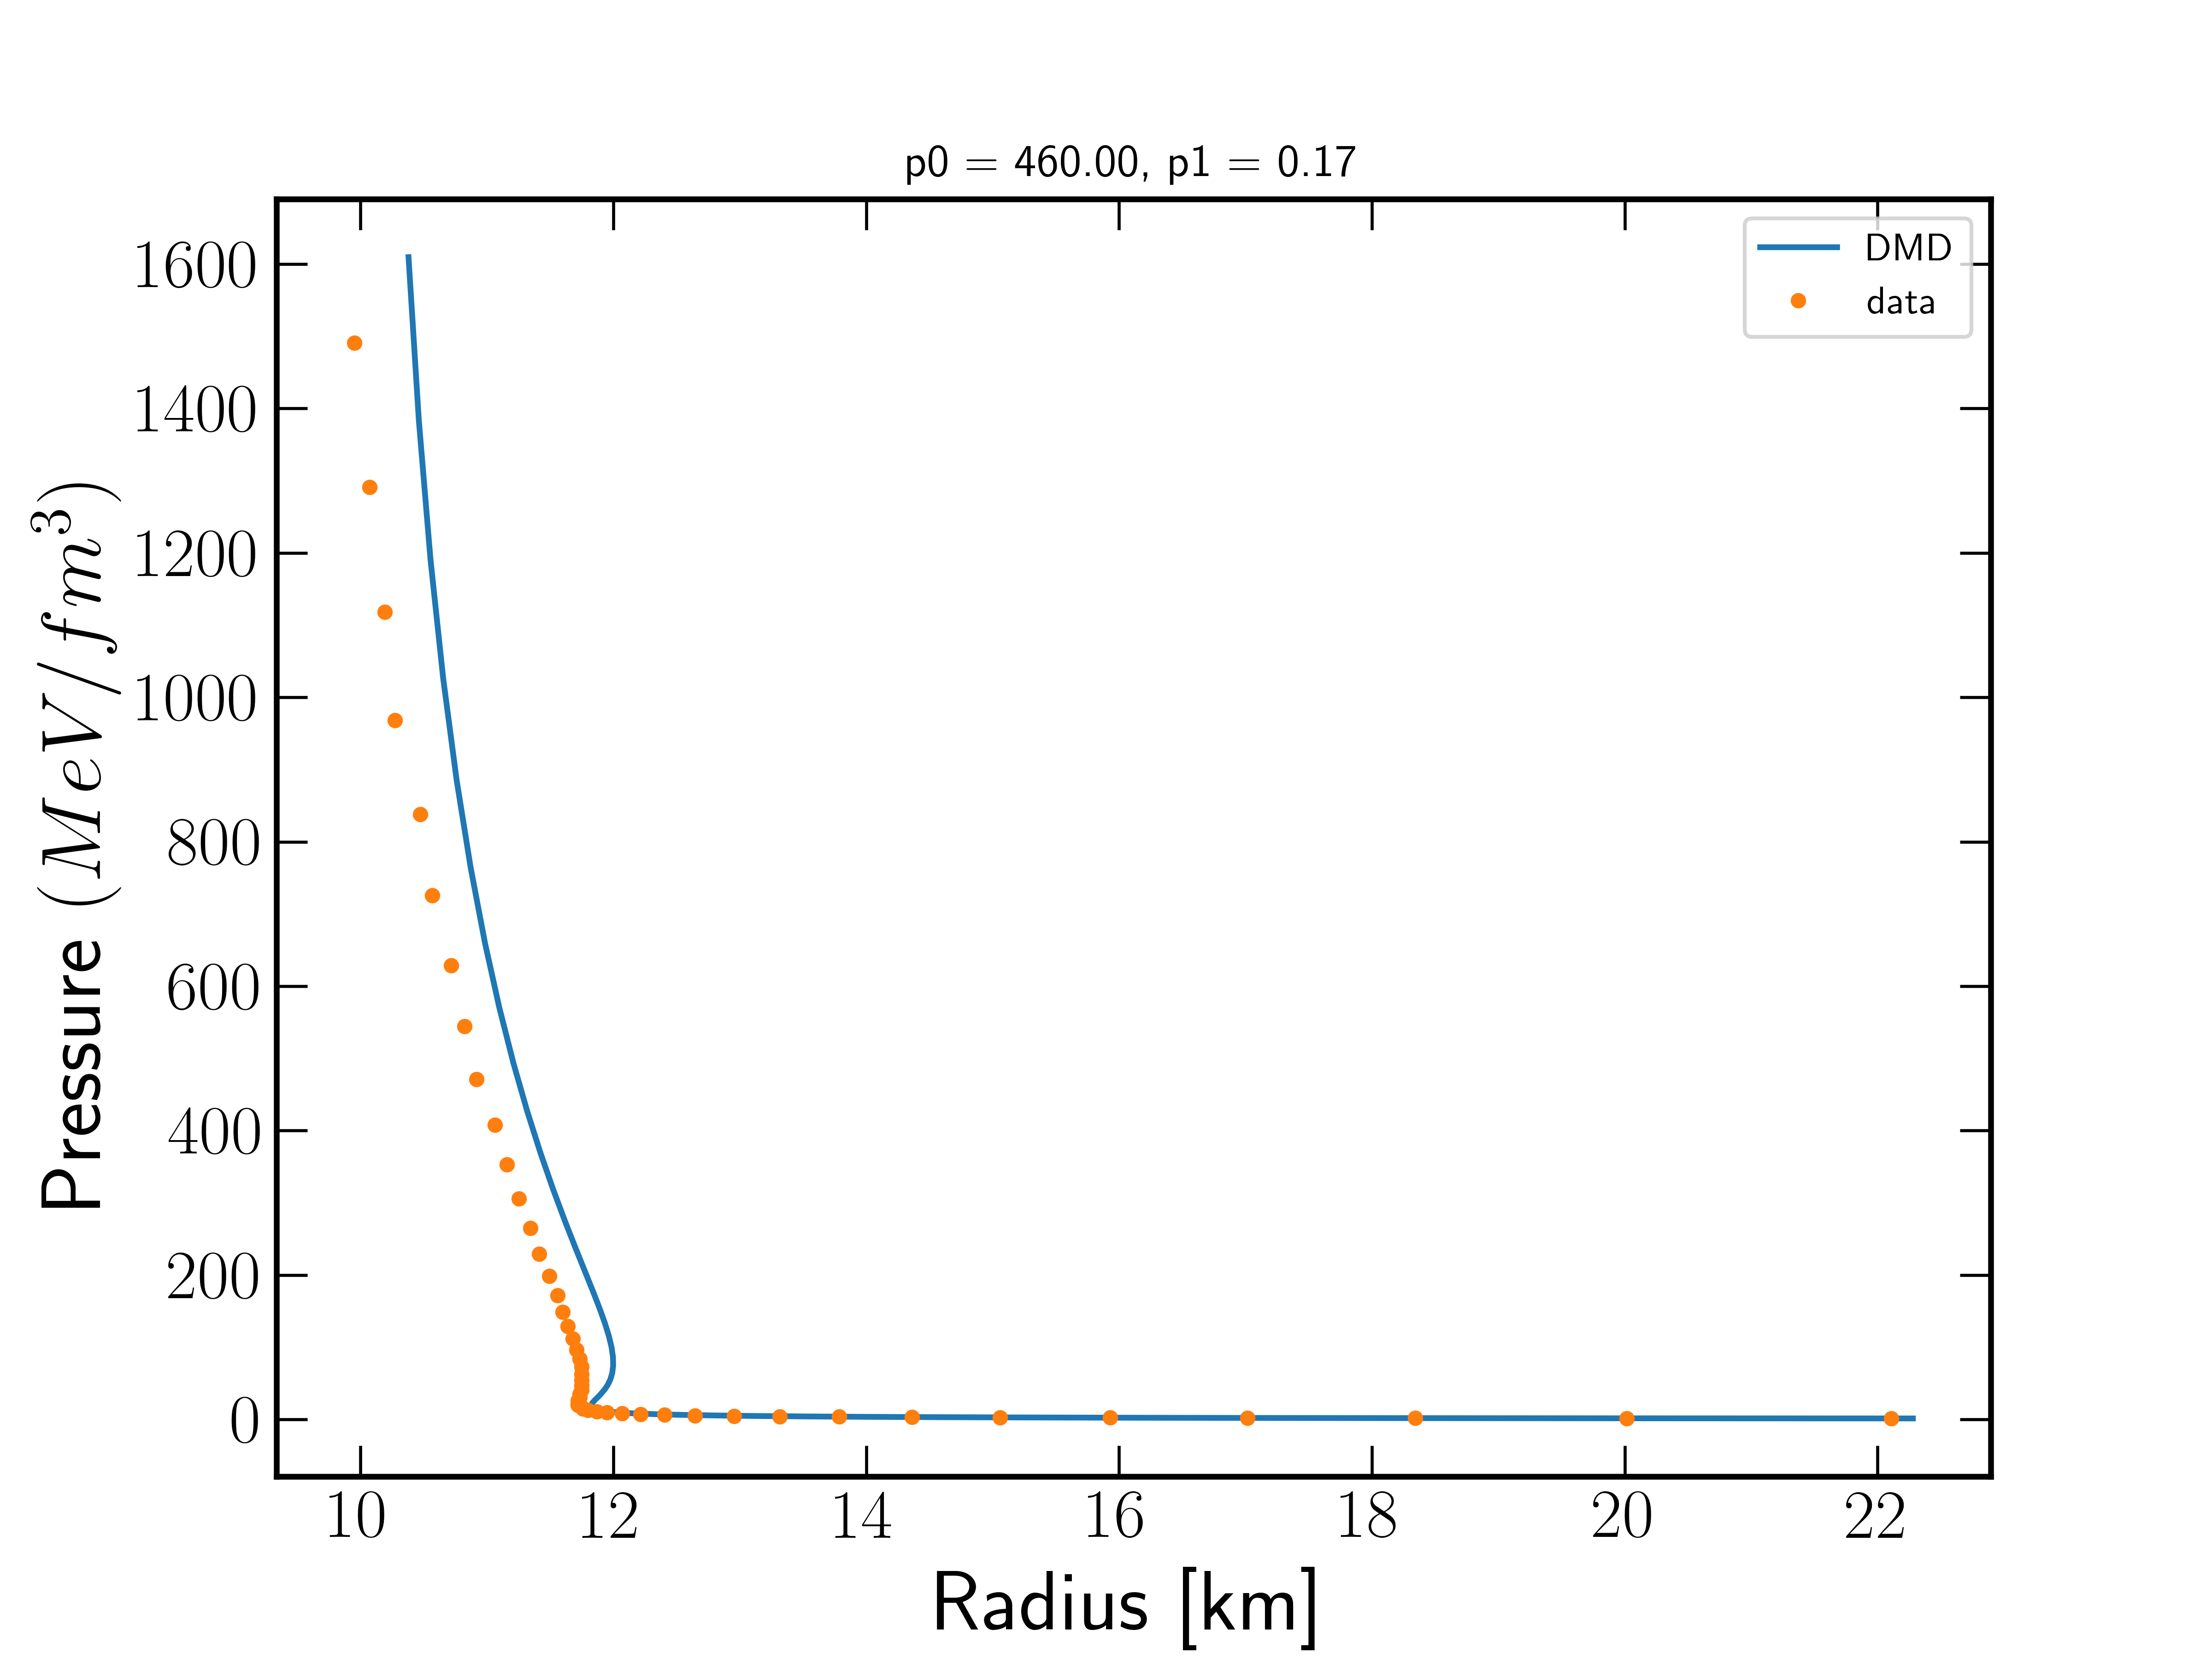 p0 = 460.00, p1 = 0.17
DMD
data
1600
1400
1200
1000
800
600
400
200
0
Pressure (MeV/fm³)
10 12 14 16 18 20 22
Radius [km]